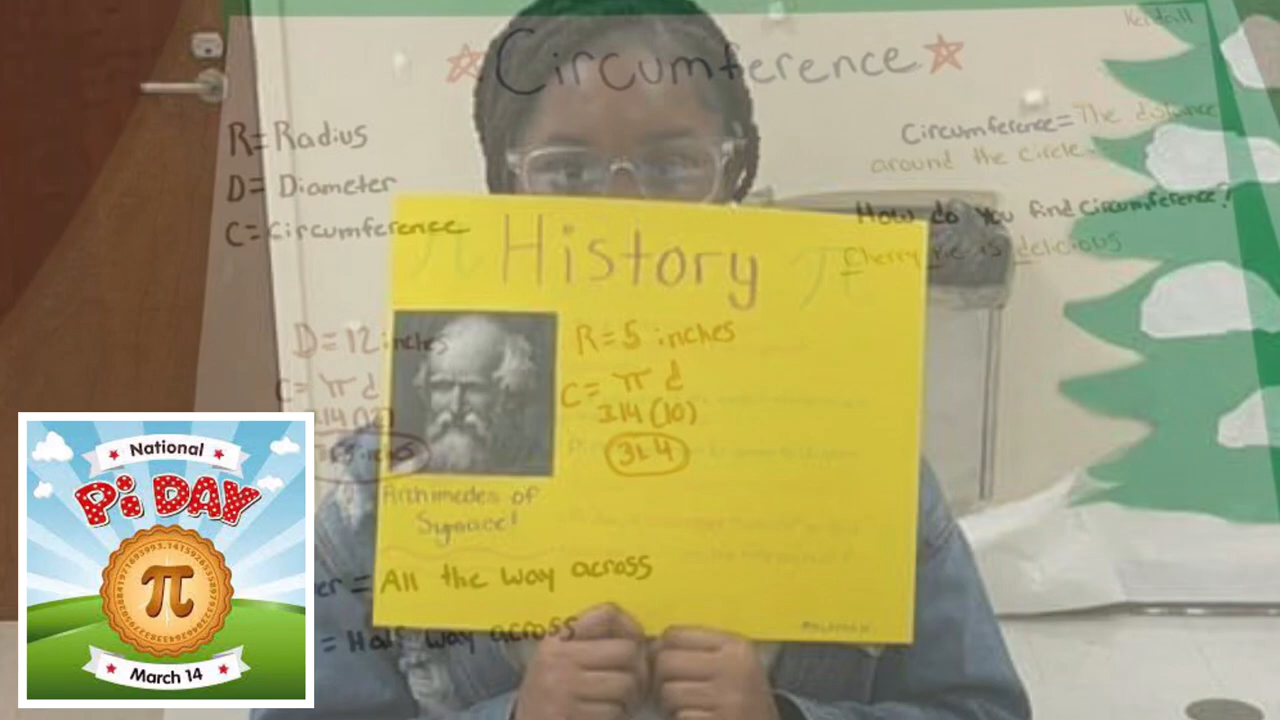 Kendall
Circumference
R= Radius
D= Diameter
C= Circumference
Circumference= The distance
around the circle.
How do you find circumference?
Cherry Pie is delicious
History
π π
D= 12 inches
C= π d
R= 5 inches
C= π d
3.14 (10)
31.4
Archimedes of
All the way across
= Half way across
National
Pi DAY
π
March 14